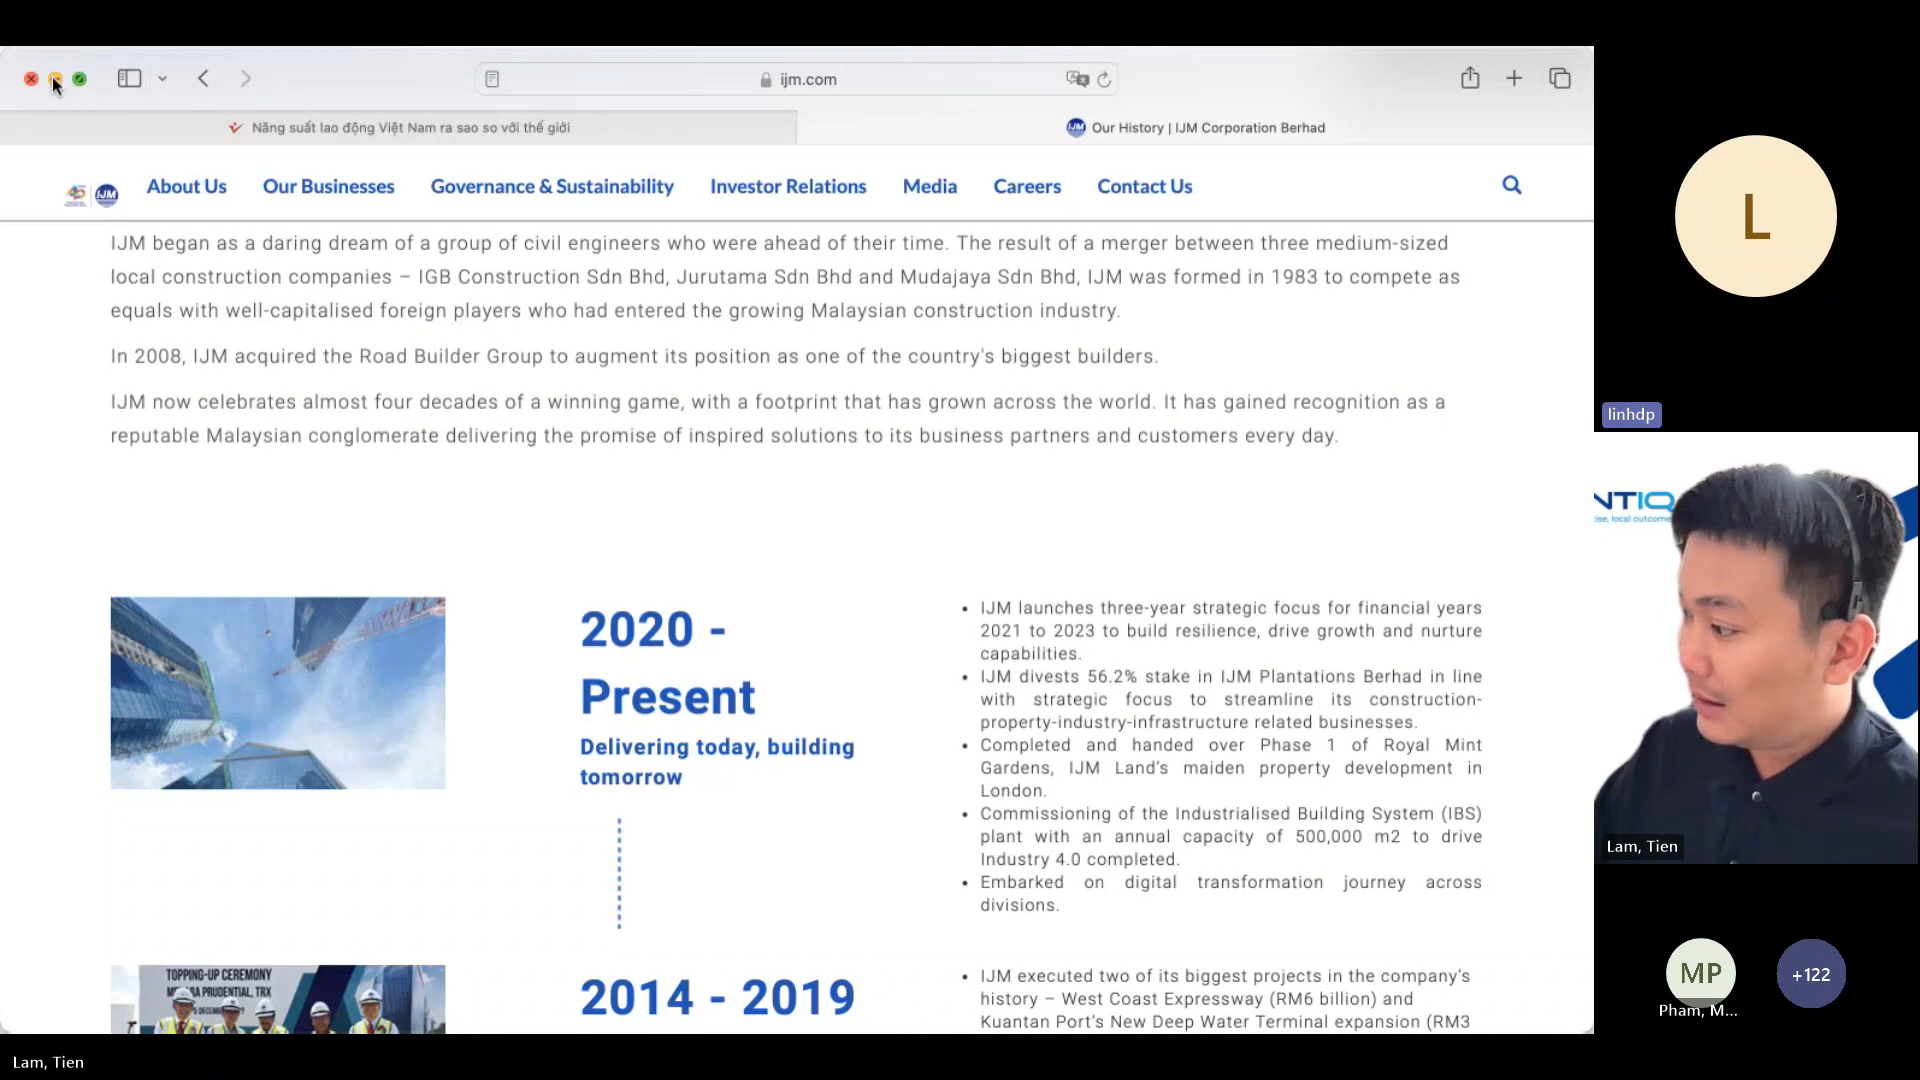 ijm.com
Năng suất lao động Việt Nam ra sao so với thế giới
IJM Our History | IJM Corporation Berhad
45 IJM About Us Our Businesses Governance & Sustainability Investor Relations Media Careers Contact Us
IJM began as a daring dream of a group of civil engineers who were ahead of their time. The result of a merger between three medium-sized
local construction companies – IGB Construction Sdn Bhd, Jurutama Sdn Bhd and Mudajaya Sdn Bhd, IJM was formed in 1983 to compete as
equals with well-capitalised foreign players who had entered the growing Malaysian construction industry.
In 2008, IJM acquired the Road Builder Group to augment its position as one of the country's biggest builders.
IJM now celebrates almost four decades of a winning game, with a footprint that has grown across the world. It has gained recognition as a
reputable Malaysian conglomerate delivering the promise of inspired solutions to its business partners and customers every day.
2020 -
Present
Delivering today, building
tomorrow
• IJM launches three-year strategic focus for financial years
2021 to 2023 to build resilience, drive growth and nurture
capabilities.
• IJM divests 56.2% stake in IJM Plantations Berhad in line
with strategic focus to streamline its construction-
property-industry-infrastructure related businesses.
• Completed and handed over Phase 1 of Royal Mint
Gardens, IJM Land's maiden property development in
London.
• Commissioning of the Industrialised Building System (IBS)
plant with an annual capacity of 500,000 m2 to drive
Industry 4.0 completed.
• Embarked on digital transformation journey across
divisions.
TOPPING-UP CEREMONY
PRUDENTIAL, TRX
2014 - 2019
• IJM executed two of its biggest projects in the company's
history – West Coast Expressway (RM6 billion) and
Kuantan Port's New Deep Water Terminal expansion (RM3
L
linhdp
NTIQ
ise, local outcome
Lam, Tien
MP
+122
Pham, M...
Lam, Tien